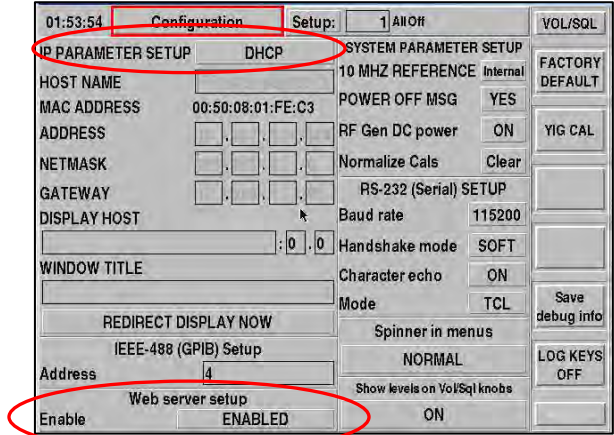 01:53:54 Configuration Setup: 1 All Off VOL/SQL
IP PARAMETER SETUP DHCP
HOST NAME
MAC ADDRESS 00:50:08:01:FE:C3
ADDRESS . . .
NETMASK . . .
GATEWAY . . .
DISPLAY HOST
: 0 . 0
WINDOW TITLE
REDIRECT DISPLAY NOW
IEEE-488 (GPIB) Setup
Address 4
Web server setup
Enable ENABLED
SYSTEM PARAMETER SETUP
10 MHZ REFERENCE Internal
POWER OFF MSG YES
RF Gen DC power ON
Normalize Cals Clear
RS-232 (Serial) SETUP
Baud rate 115200
Handshake mode SOFT
Character echo ON
Mode TCL
Spinner in menus
NORMAL
Show levels on Vol/Sql knobs
ON
FACTORY
DEFAULT
YIG CAL
Save
debug info
LOG KEYS
OFF